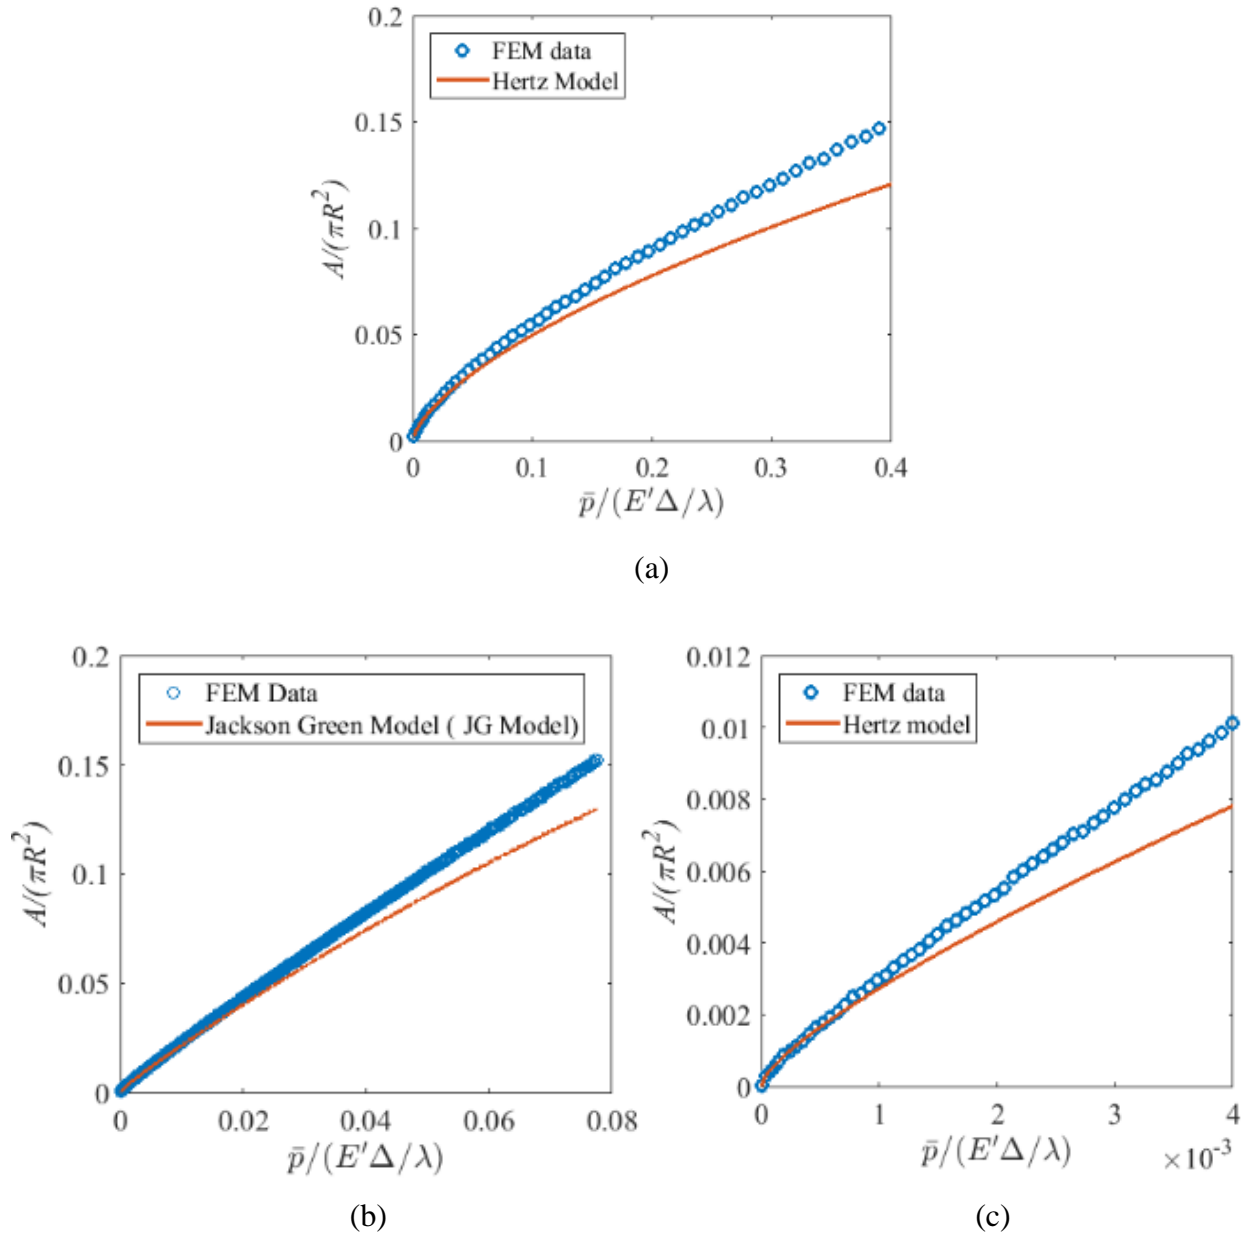 0.2
FEM data
Hertz Model
0.15
0.1
0.05
0
A/(πR²)
0 0.1 0.2 0.3 0.4
p̄/(E′Δ/λ)
(a)
0.2
FEM Data
Jackson Green Model ( JG Model)
0.15
0.1
0.05
0
A/(πR²)
0 0.02 0.04 0.06 0.08
p̄/(E′Δ/λ)
(b)
0.012
FEM data
Hertz model
0.01
0.008
0.006
0.004
0.002
0
A/(πR²)
0 1 2 3 4
p̄/(E′Δ/λ)
×10⁻³
(c)